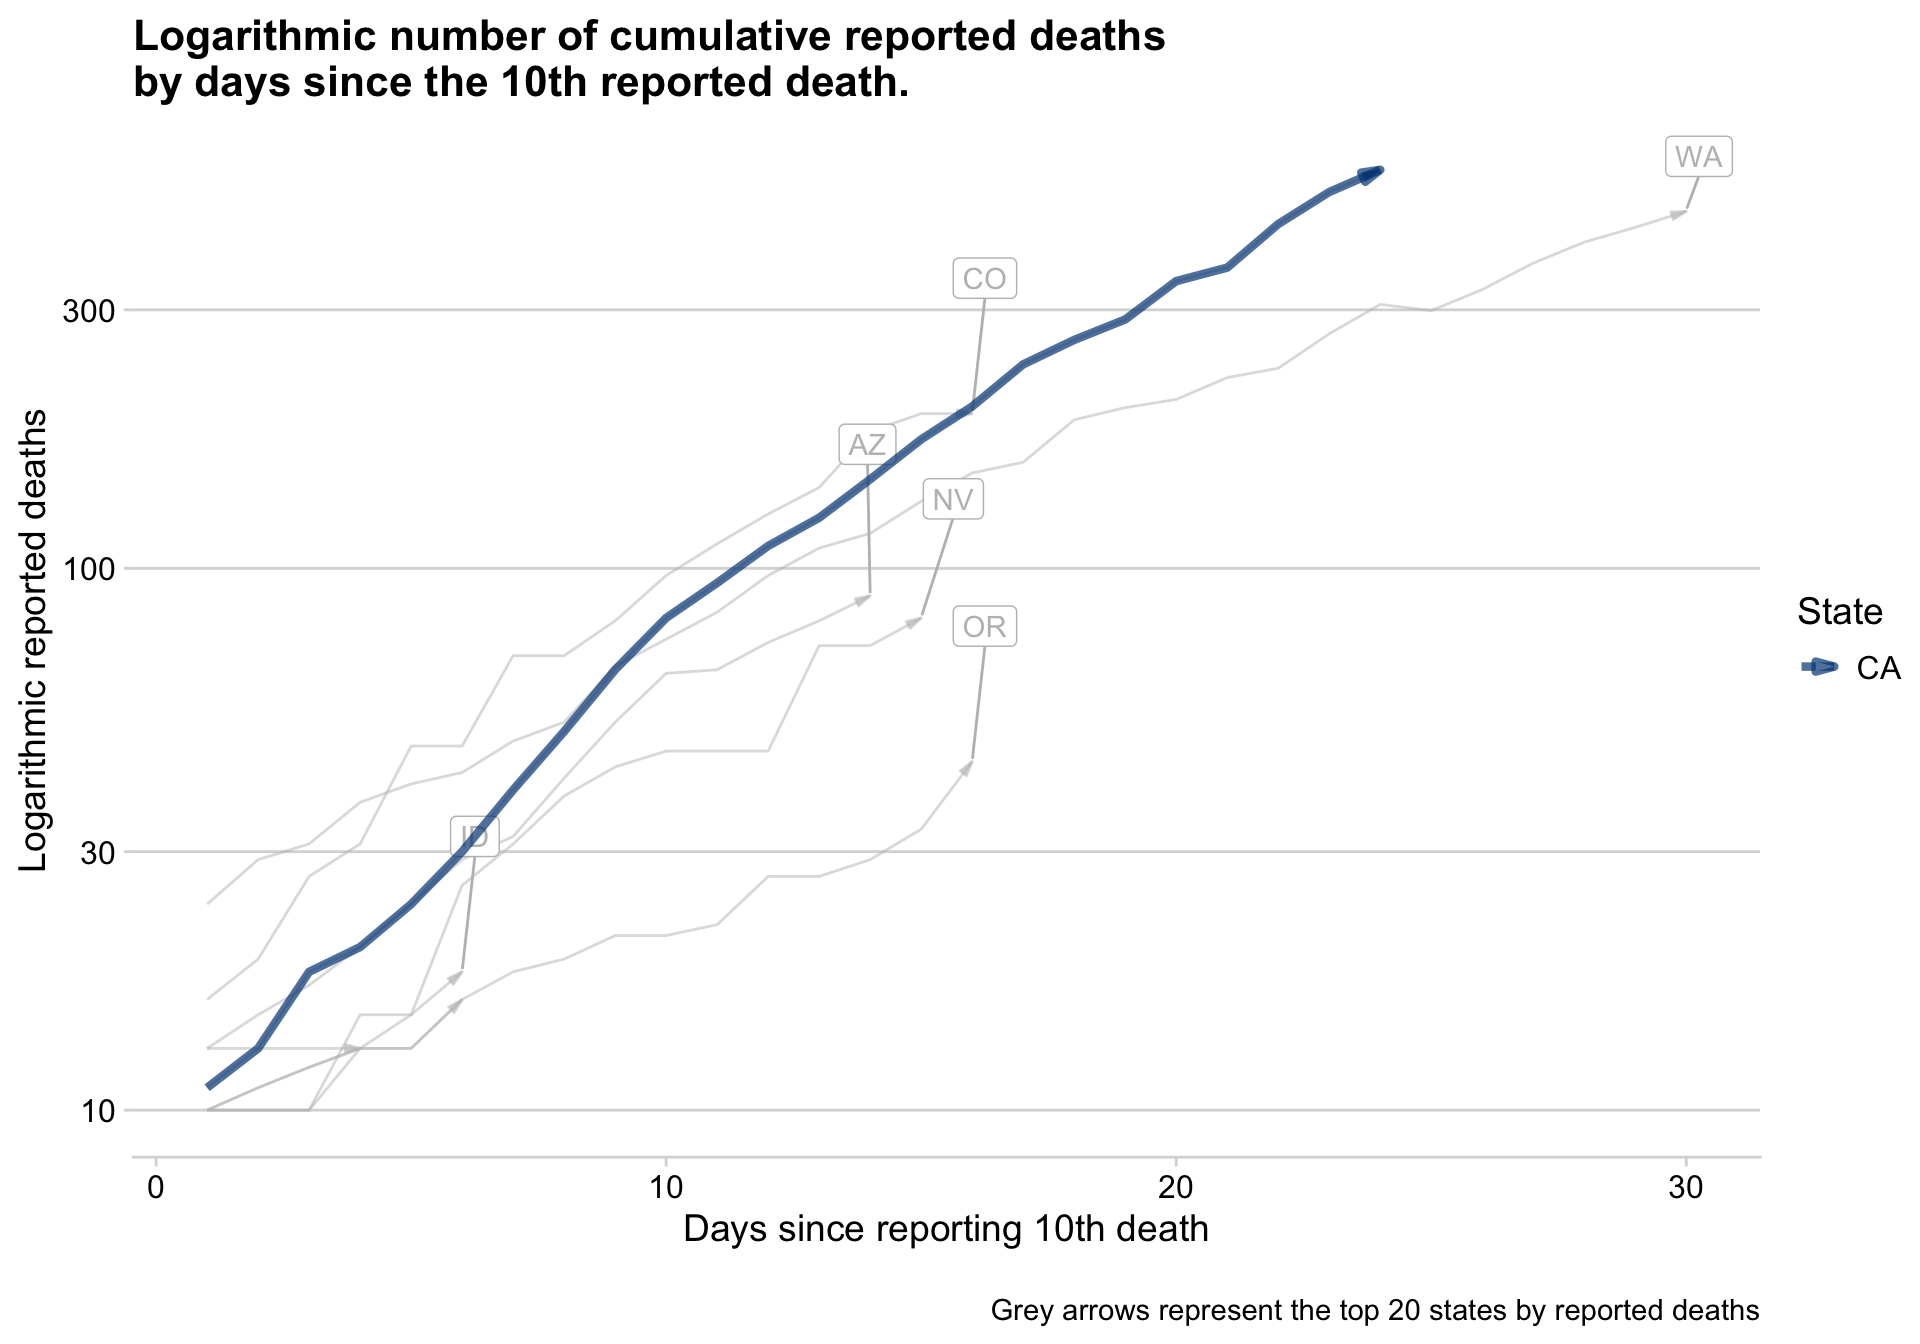 Logarithmic number of cumulative reported deaths
by days since the 10th reported death.
WA
CO
300
AZ
NV
100
OR
State
CA
ID
30
10
Logarithmic reported deaths
0 10 20 30
Days since reporting 10th death
Grey arrows represent the top 20 states by reported deaths